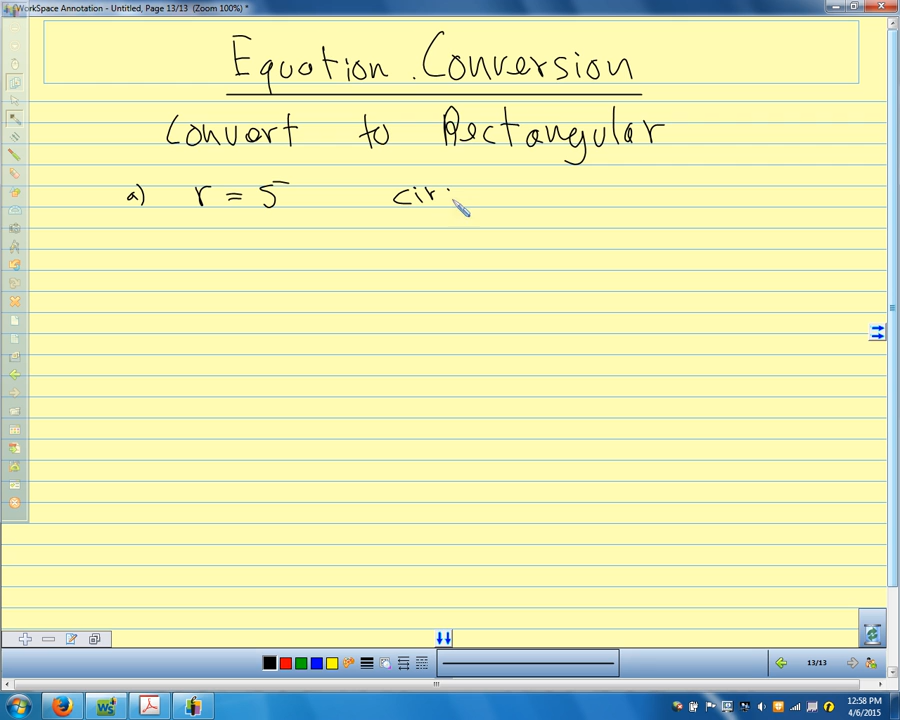 WorkSpace Annotation - Untitled, Page 13/13 (Zoom 100%) *
Equation Conversion
Convert to Rectangular
a) r = 5 cir
13/13
12:58 PM
4/6/2015